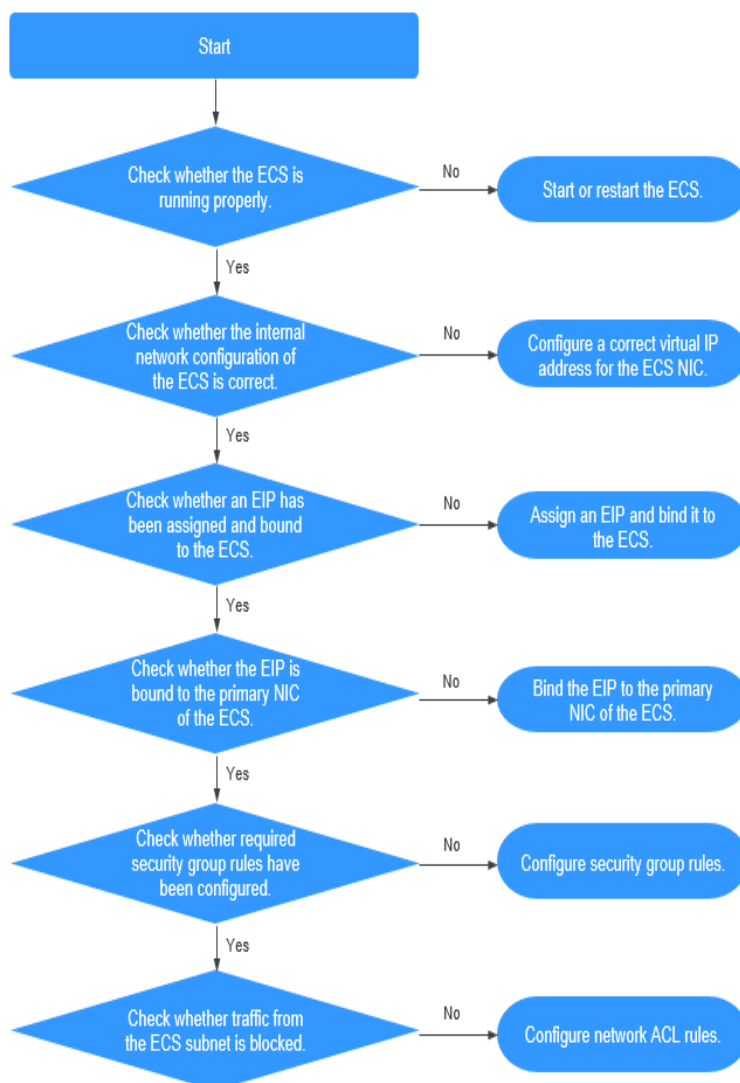 Start
Check whether the ECS is
running properly.
No
Start or restart the ECS.
Yes
Check whether the internal
network configuration of
the ECS is correct.
No
Configure a correct virtual IP
address for the ECS NIC.
Yes
Check whether an EIP has
been assigned and bound
to the ECS.
No
Assign an EIP and bind it to
the ECS.
Yes
Check whether the EIP is
bound to the primary NIC
of the ECS.
No
Bind the EIP to the primary
NIC of the ECS.
Yes
Check whether required
security group rules have
been configured.
No
Configure security group rules.
Yes
Check whether traffic from
the ECS subnet is blocked.
No
Configure network ACL rules.